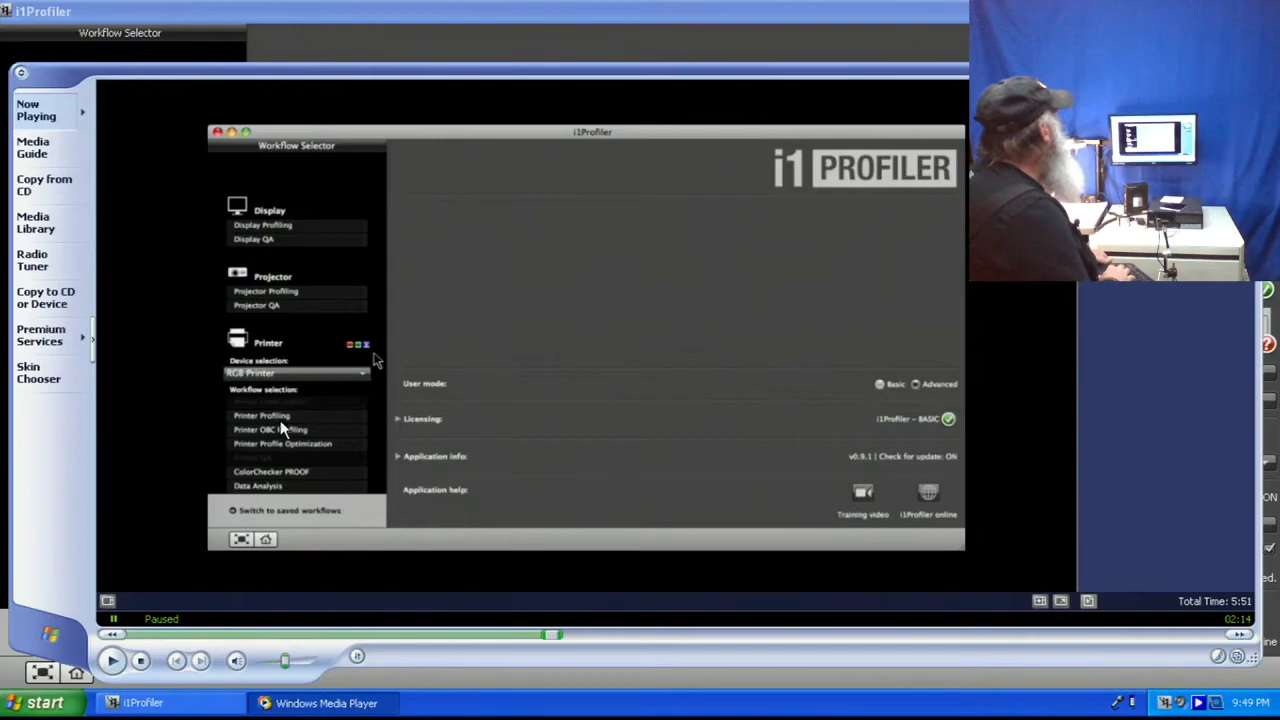 i1Profiler
Workflow Selector
Now Playing
Media Guide
Copy from CD
Media Library
Radio Tuner
Copy to CD or Device
Premium Services
Skin Chooser
i1Profiler
Workflow Selector
i1 PROFILER
Display
Display Profiling
Display QA
Projector
Projector Profiling
Projector QA
Printer
Device selection:
RGB Printer
Workflow selection:
Printer Profiling
Printer OBC Profiling
Printer Profile Optimization
ColorChecker PROOF
Data Analysis
Switch to saved workflows
User mode:
Basic
Advanced
Licensing:
i1Profiler – BASIC
Application info:
v0.9.1 | Check for update: ON
Application help:
Training video
i1Profiler online
ON
ed.
ine
Total Time: 5:51
Paused
02:14
start
i1Profiler
Windows Media Player
9:49 PM